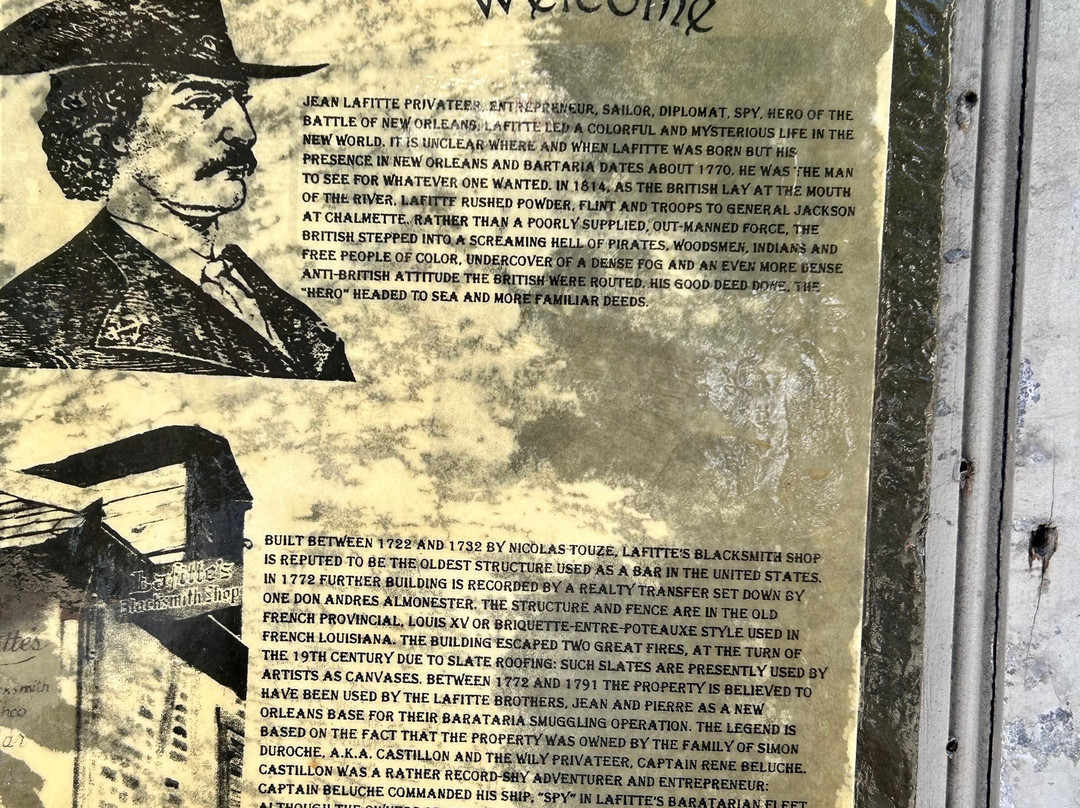 Welcome
JEAN LAFITTE PRIVATEER, ENTREPRENEUR, SAILOR, DIPLOMAT, SPY, HERO OF THE
BATTLE OF NEW ORLEANS, LAFITTE LED A COLORFUL AND MYSTERIOUS LIFE IN THE
NEW WORLD. IT IS UNCLEAR WHERE AND WHEN LAFITTE WAS BORN BUT HIS
PRESENCE IN NEW ORLEANS AND BARTARIA DATES ABOUT 1770. HE WAS THE MAN
TO SEE FOR WHATEVER ONE WANTED. IN 1814, AS THE BRITISH LAY AT THE MOUTH
OF THE RIVER, LAFITTE RUSHED POWDER, FLINT AND TROOPS TO GENERAL JACKSON
AT CHALMETTE. RATHER THAN A POORLY SUPPLIED, OUT-MANNED FORCE, THE
BRITISH STEPPED INTO A SCREAMING HELL OF PIRATES, WOODSMEN, INDIANS AND
FREE PEOPLE OF COLOR, UNDERCOVER OF A DENSE FOG AND AN EVEN MORE DENSE
ANTI-BRITISH ATTITUDE THE BRITISH WERE ROUTED. HIS GOOD DEED DONE, THE
"HERO" HEADED TO SEA AND MORE FAMILIAR DEEDS.
Lafitte's
Blacksmith Shop
BUILT BETWEEN 1722 AND 1732 BY NICOLAS TOUZE, LAFITTE'S BLACKSMITH SHOP
IS REPUTED TO BE THE OLDEST STRUCTURE USED AS A BAR IN THE UNITED STATES.
IN 1772 FURTHER BUILDING IS RECORDED BY A REALTY TRANSFER SET DOWN BY
ONE DON ANDRES ALMONESTER. THE STRUCTURE AND FENCE ARE IN THE OLD
FRENCH PROVINCIAL, LOUIS XV OR BRIQUETTE-ENTRE-POTEAUXE STYLE USED IN
FRENCH LOUISIANA. THE BUILDING ESCAPED TWO GREAT FIRES, AT THE TURN OF
THE 19TH CENTURY DUE TO SLATE ROOFING: SUCH SLATES ARE PRESENTLY USED BY
ARTISTS AS CANVASES. BETWEEN 1772 AND 1791 THE PROPERTY IS BELIEVED TO
HAVE BEEN USED BY THE LAFITTE BROTHERS, JEAN AND PIERRE AS A NEW
ORLEANS BASE FOR THEIR BARATARIA SMUGGLING OPERATION. THE LEGEND IS
BASED ON THE FACT THAT THE PROPERTY WAS OWNED BY THE FAMILY OF SIMON
DUROCHE, A.K.A. CASTILLON AND THE WILY PRIVATEER, CAPTAIN RENE BELUCHE.
CASTILLON WAS A RATHER RECORD-SHY ADVENTURER AND ENTREPRENEUR:
CAPTAIN BELUCHE COMMANDED HIS SHIP, "SPY" IN LAFITTE'S BARATARIAN FLEET.